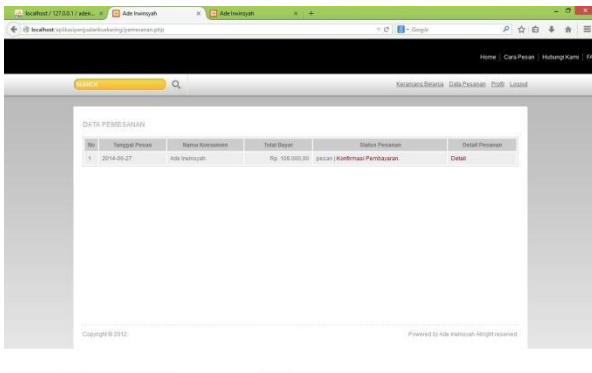 localhost / 127.0.0.1 / adei... × Ade Irwinsyah × Ade Irwinsyah × +
localhost/aplikasipenjualankuekering/pemesanan.php Google
Home | Cara Pesan | Hubungi Kami | FA
SEARCH Keranjang Belanja Data Pesanan Profil Logout
DATA PEMESANAN
No Tanggal Pesan Nama Konsumen Total Bayar Status Pesanan Detail Pesanan
1 2014-06-27 Ade Irwinsyah Rp. 108.000,00 pesan | Konfirmasi Pembayaran. Detail
Copyright © 2012. Powered by Ade Irwinsyah Allright reserved